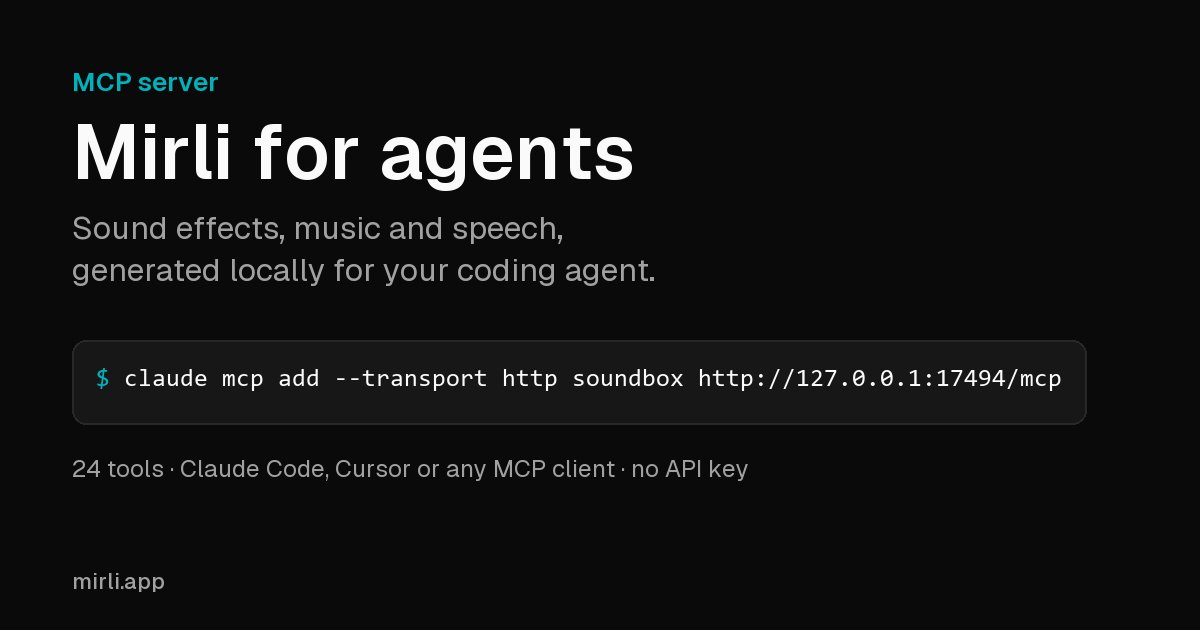 MCP server
Mirli for agents
Sound effects, music and speech,
generated locally for your coding agent.
$ claude mcp add --transport http soundbox http://127.0.0.1:17494/mcp
24 tools · Claude Code, Cursor or any MCP client · no API key
mirli.app